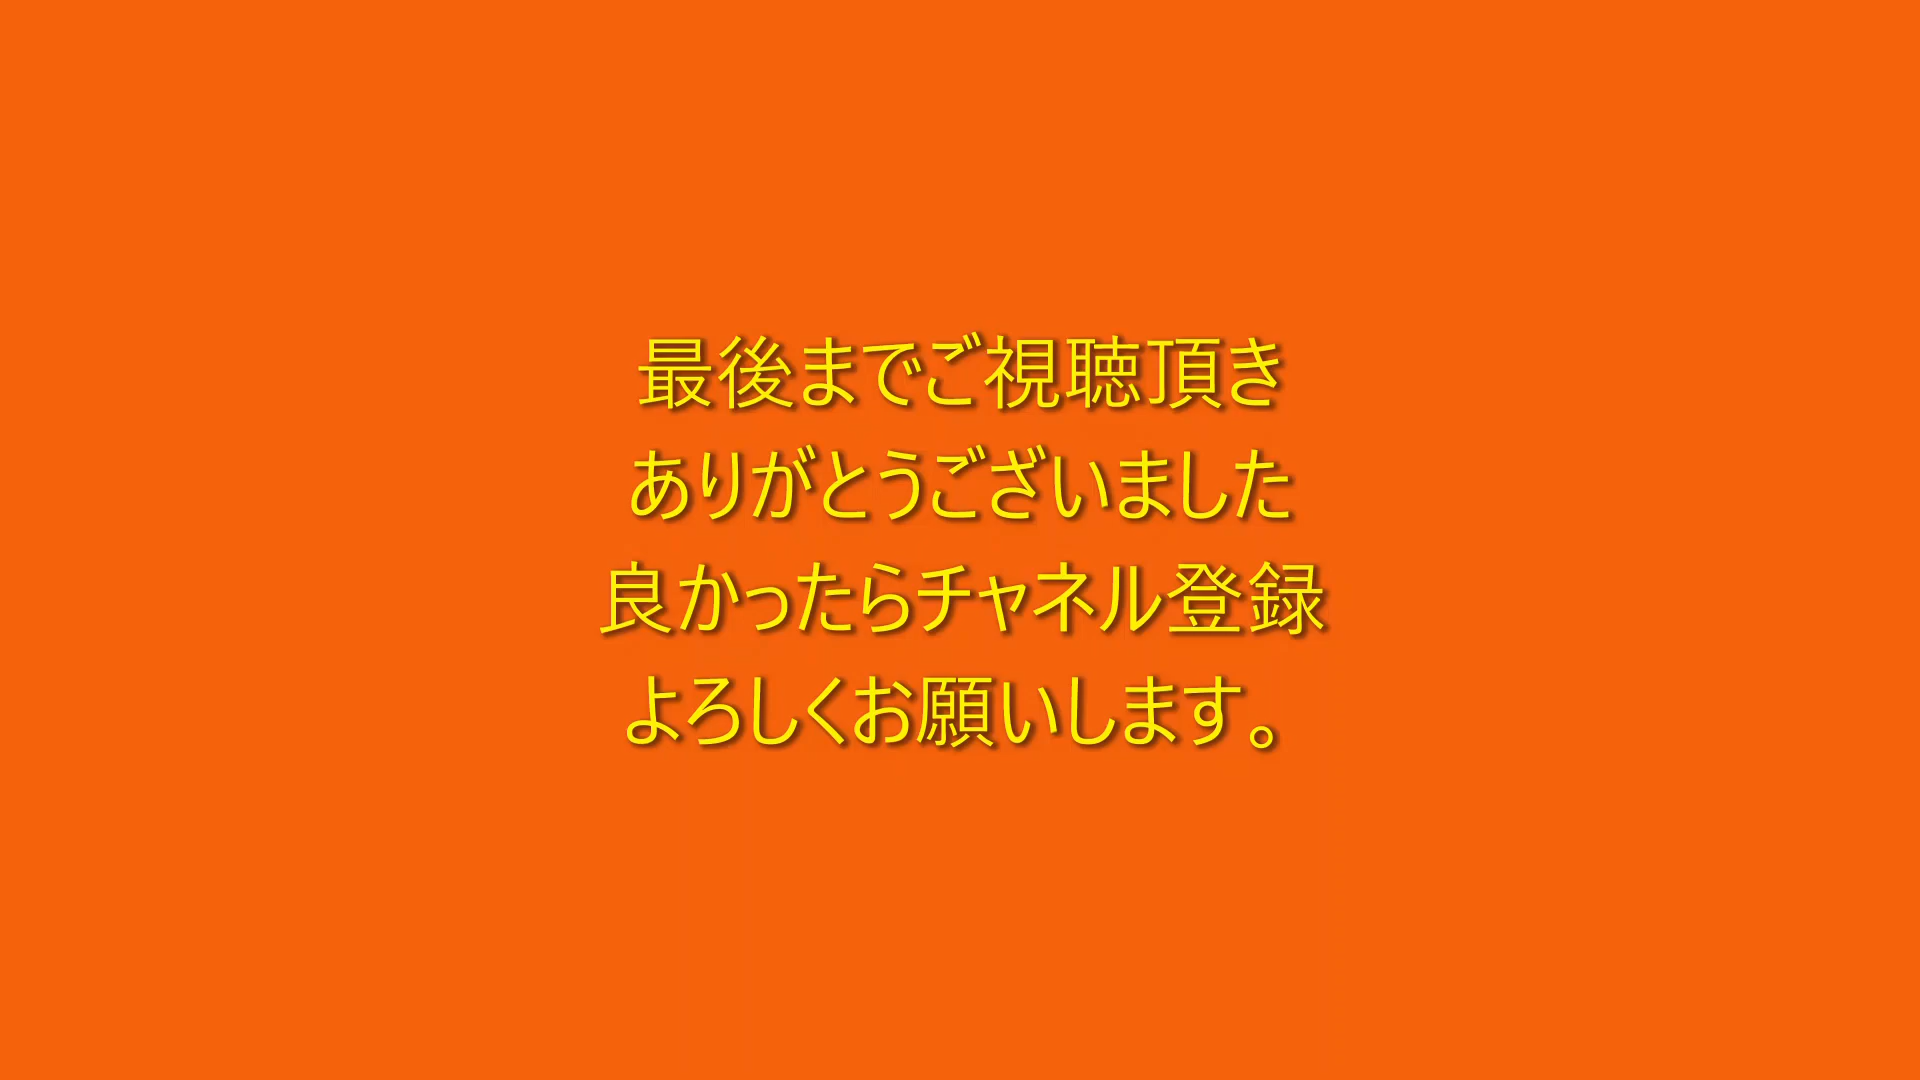 最後までご視聴頂き
ありがとうございました
良かったらチャネル登録
よろしくお願いします。